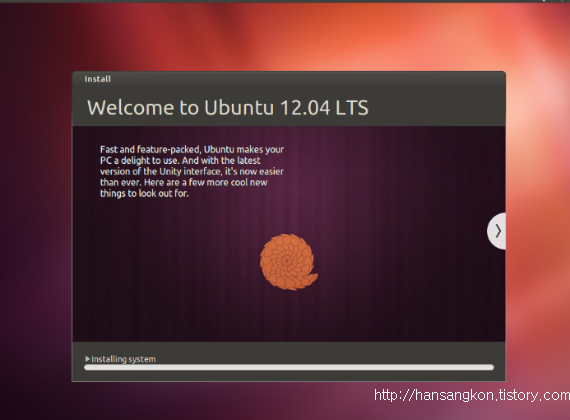 Install
Welcome to Ubuntu 12.04 LTS
Fast and feature-packed, Ubuntu makes your
PC a delight to use. And with the latest
version of the Unity interface, it's now easier
than ever. Here are a few more cool new
things to look out for.
Installing system
http://hansangkon.tistory.com